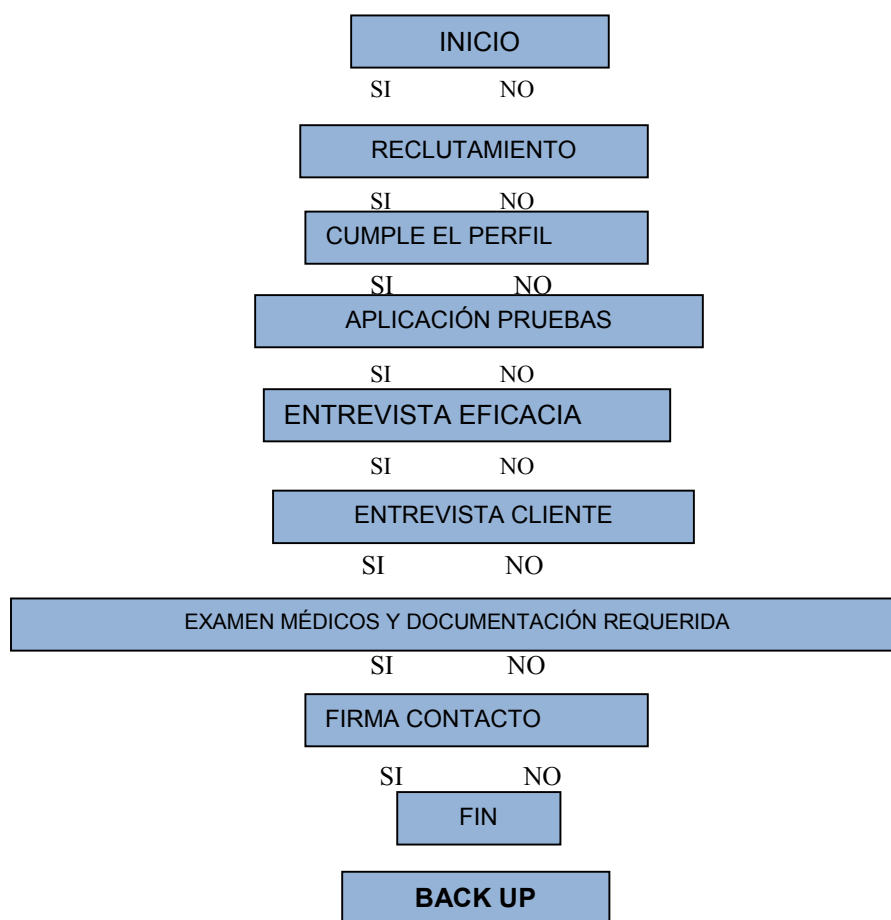 INICIO
SI NO
RECLUTAMIENTO
SI NO
CUMPLE EL PERFIL
SI NO
APLICACIÓN PRUEBAS
SI NO
ENTREVISTA EFICACIA
SI NO
ENTREVISTA CLIENTE
SI NO
EXAMEN MÉDICOS Y DOCUMENTACIÓN REQUERIDA
SI NO
FIRMA CONTACTO
SI NO
FIN
BACK UP